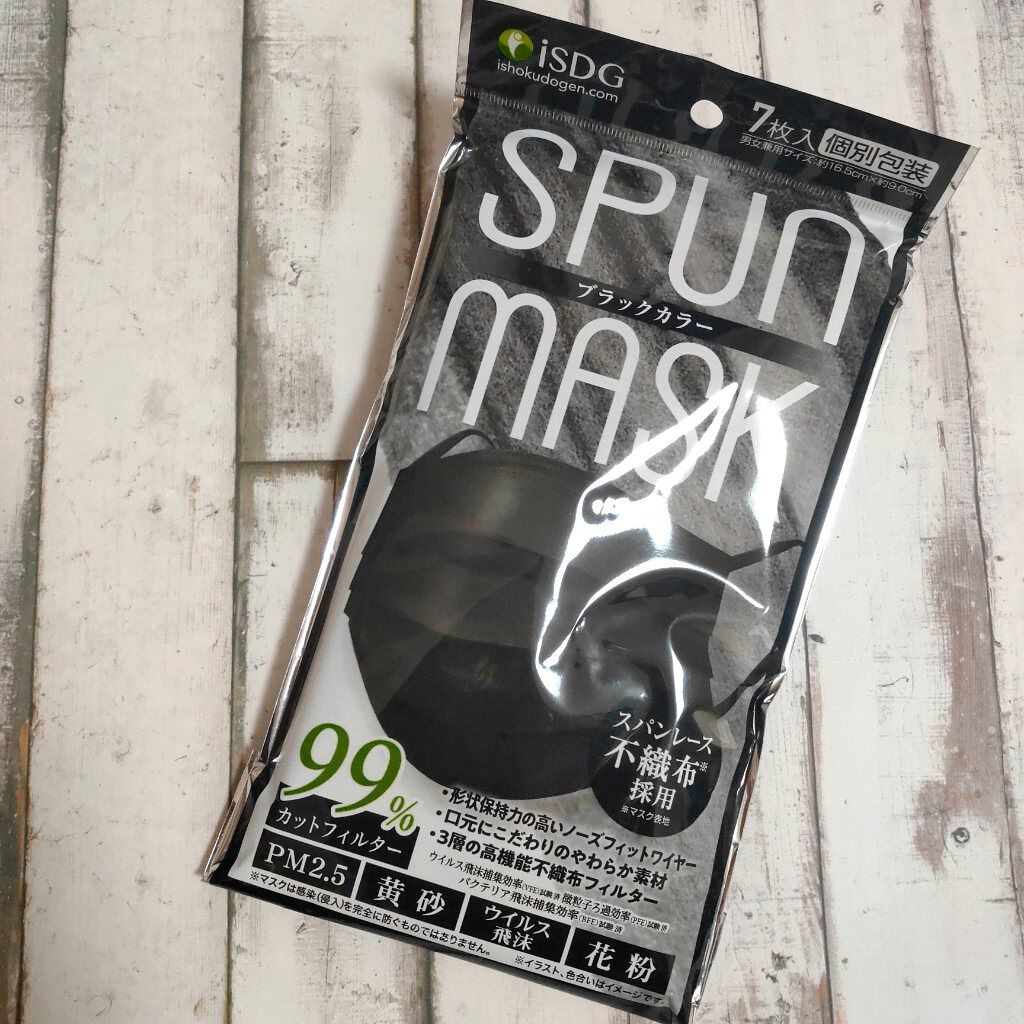 iSDG
ishokudogen.com
7枚入 個別包装
男女兼用サイズ:約16.5cm×約9.0cm
SPUN
ブラックカラー
MASK
スパンレース
不織布※
採用
※マスク表地
99%
カットフィルター
・形状保持力の高いノーズフィットワイヤー
・口元にこだわりのやわらか素材
・3層の高機能不織布フィルター
ウイルス飛沫捕集効率(VFE)試験済 微粒子ろ過効率(PFE)試験済
バクテリア飛沫捕集効率(BFE)試験済
PM2.5
黄砂
ウイルス
飛沫
花粉
※マスクは感染(侵入)を完全に防ぐものではありません。
※イラスト、色合いはイメージです。